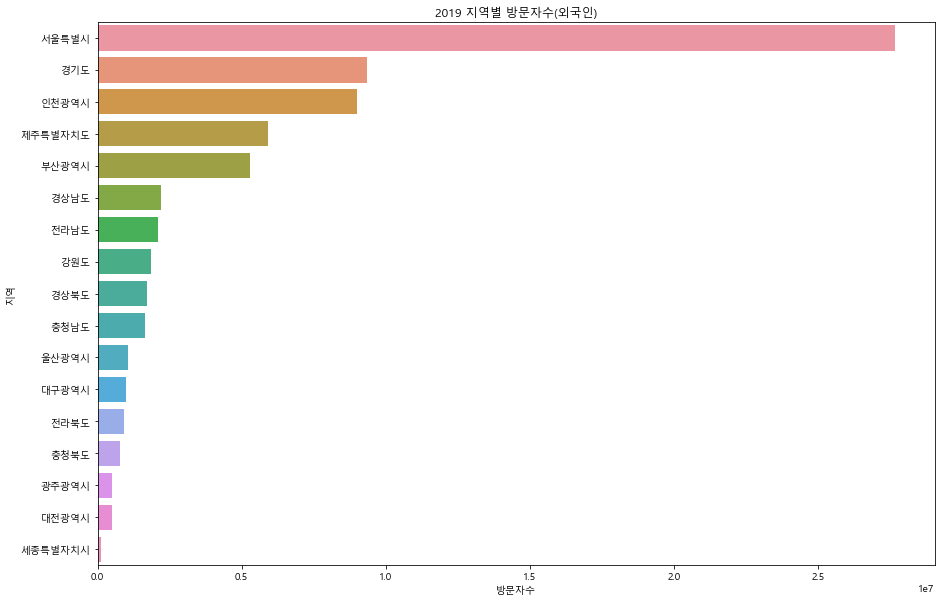 2019 지역별 방문자수(외국인)
서울특별시
경기도
인천광역시
제주특별자치도
부산광역시
경상남도
전라남도
강원도
경상북도
충청남도
울산광역시
대구광역시
전라북도
충청북도
광주광역시
대전광역시
세종특별자치시
지역
0.0 0.5 1.0 1.5 2.0 2.5
방문자수
1e7